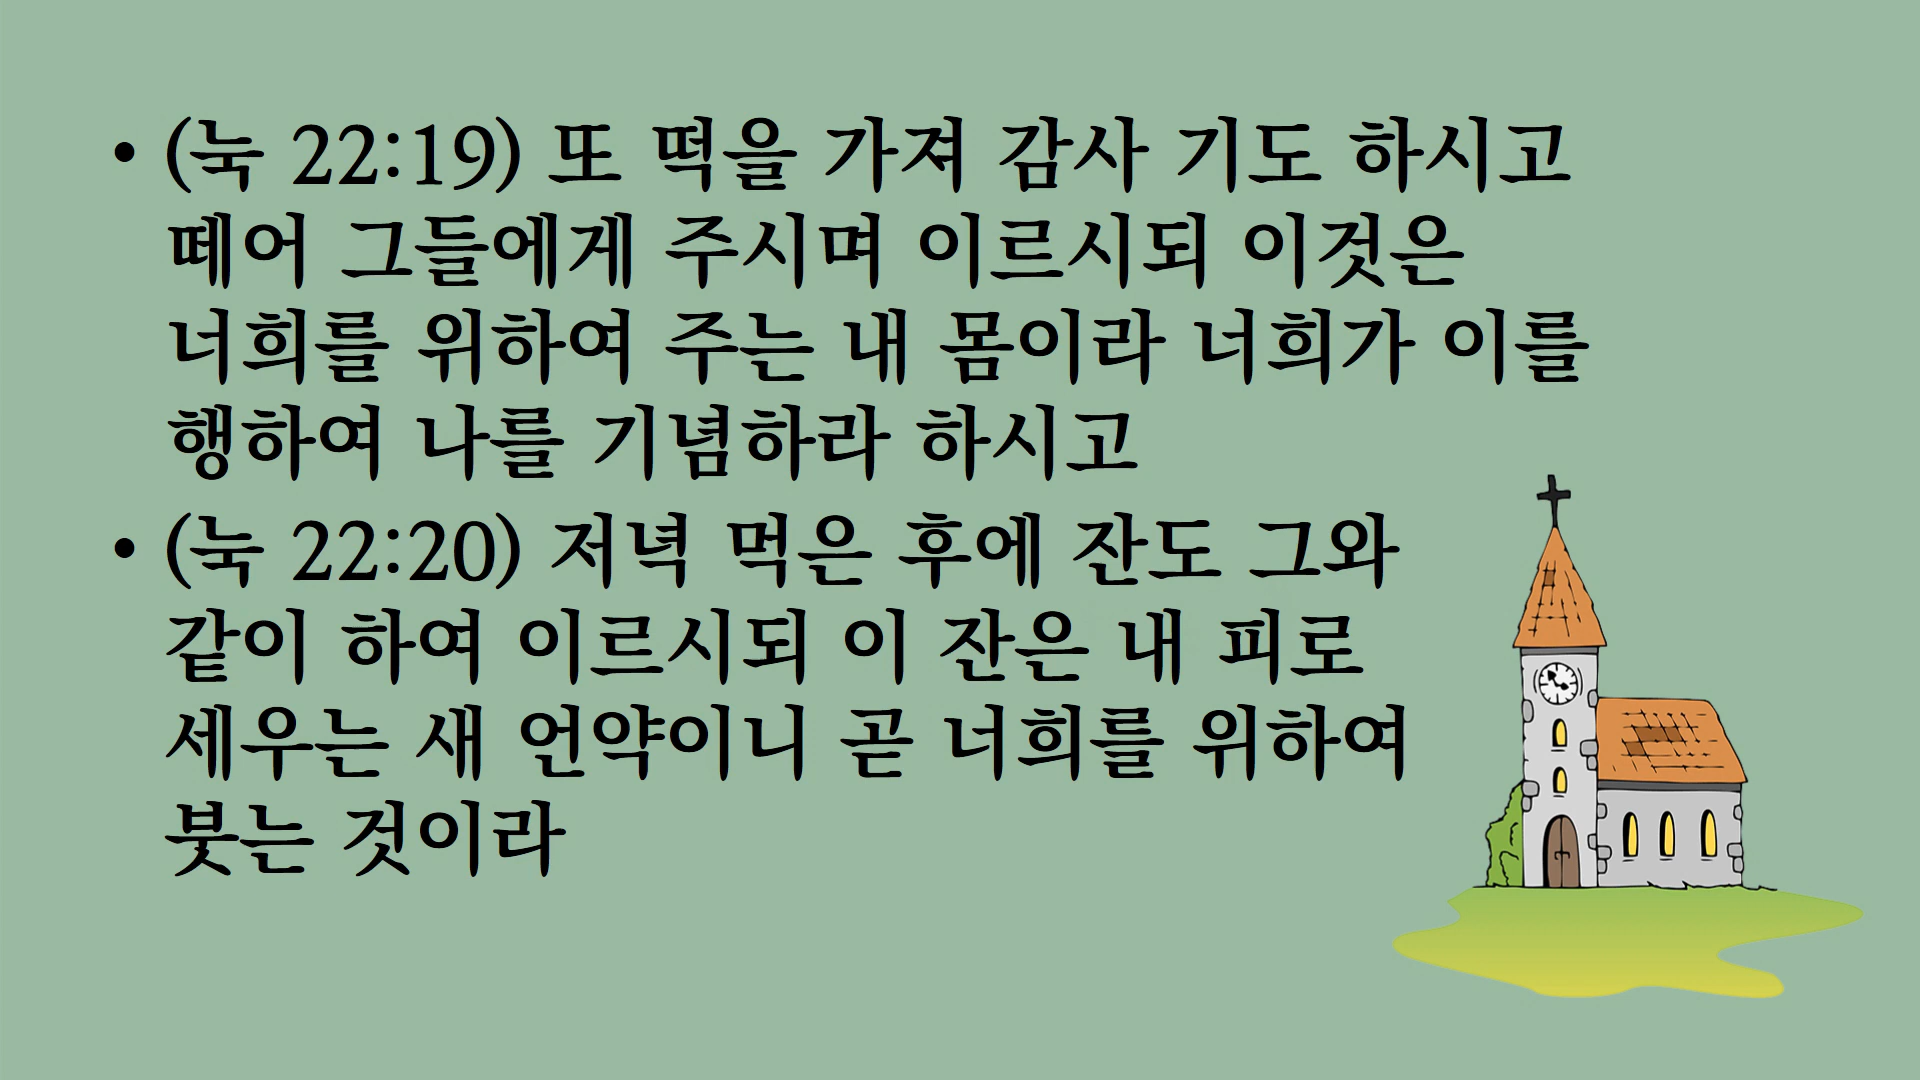 • (눅 22:19) 또 떡을 가져 감사 기도 하시고
떼어 그들에게 주시며 이르시되 이것은
너희를 위하여 주는 내 몸이라 너희가 이를
행하여 나를 기념하라 하시고
• (눅 22:20) 저녁 먹은 후에 잔도 그와
같이 하여 이르시되 이 잔은 내 피로
세우는 새 언약이니 곧 너희를 위하여
붓는 것이라